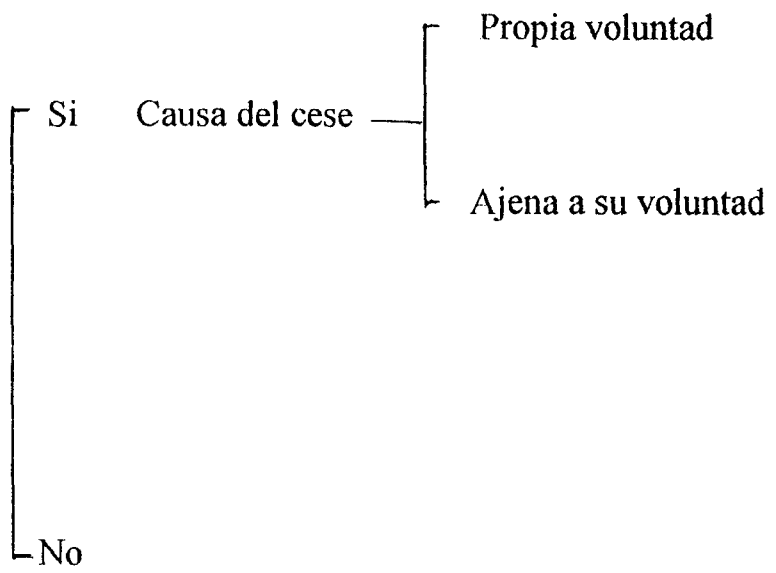 Propia voluntad
Si Causa del cese
Ajena a su voluntad
No